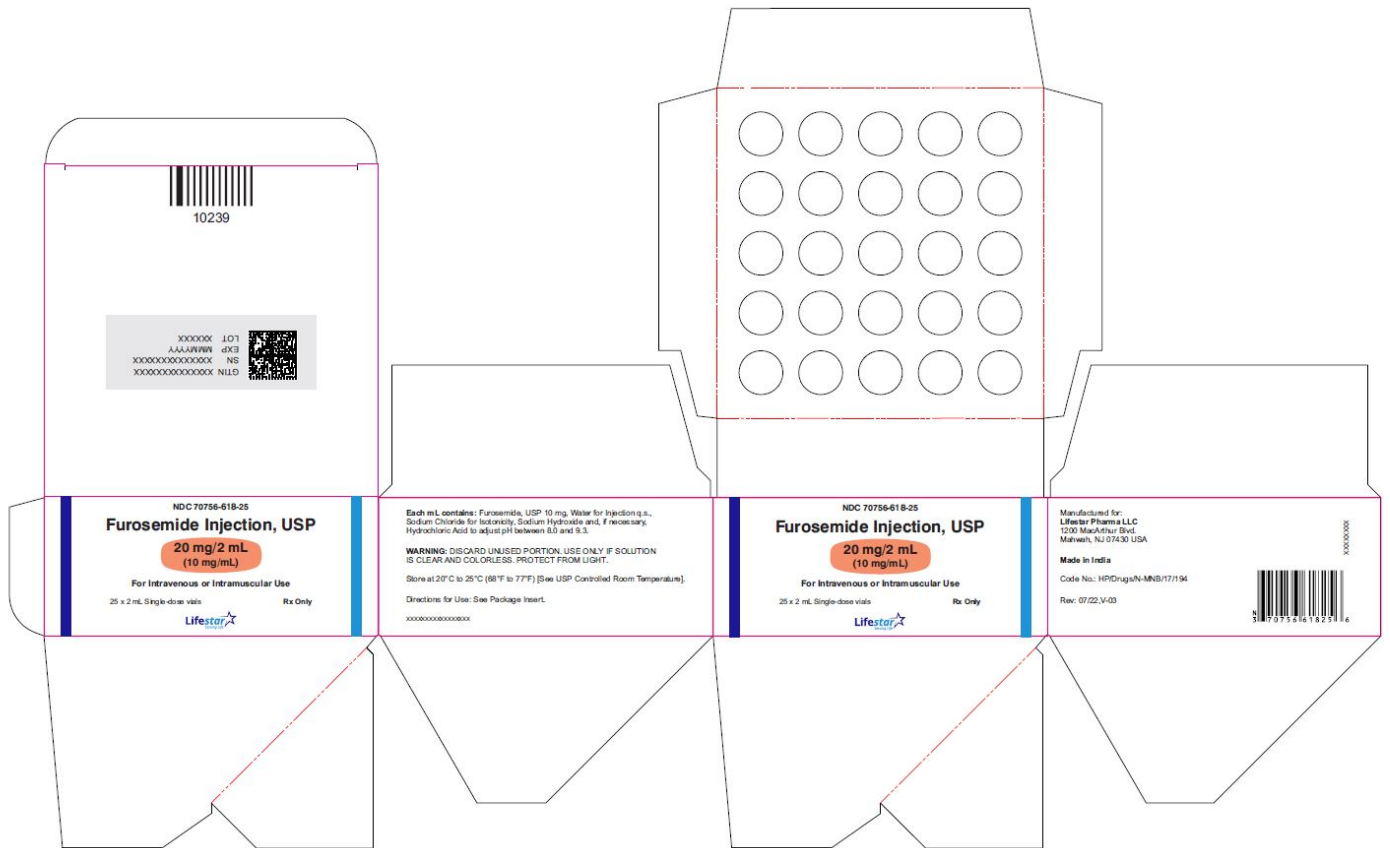 10239
GTIN XXXXXXXXXXXXXX
SN XXXXXXXXXXXXXX
EXP MMMYYYY
LOT XXXXXX
NDC 70756-618-25
Furosemide Injection, USP
20 mg/2 mL
(10 mg/mL)
For Intravenous or Intramuscular Use
25 x 2 mL Single-dose vials Rx Only
Lifestar
Each mL contains: Furosemide, USP 10 mg, Water for Injection q.s.,
Sodium Chloride for Isotonicity, Sodium Hydroxide and, if necessary,
Hydrochloric Acid to adjust pH between 8.0 and 9.3.
WARNING: DISCARD UNUSED PORTION. USE ONLY IF SOLUTION
IS CLEAR AND COLORLESS. PROTECT FROM LIGHT.
Store at 20°C to 25°C (68°F to 77°F) [See USP Controlled Room Temperature].
Directions for Use: See Package Insert.
XXXXXXXXXXXXXXXX
NDC 70756-618-25
Furosemide Injection, USP
20 mg/2 mL
(10 mg/mL)
For Intravenous or Intramuscular Use
25 x 2 mL Single-dose vials Rx Only
Lifestar
Manufactured for:
Lifestar Pharma LLC
1200 MacArthur Blvd.
Mahwah, NJ 07430 USA
Made in India
Code No.: HP/Drugs/N-MNB/17/194
Rev: 07/22,V-03
XXXXXXXX
N
3 70756 61825 6